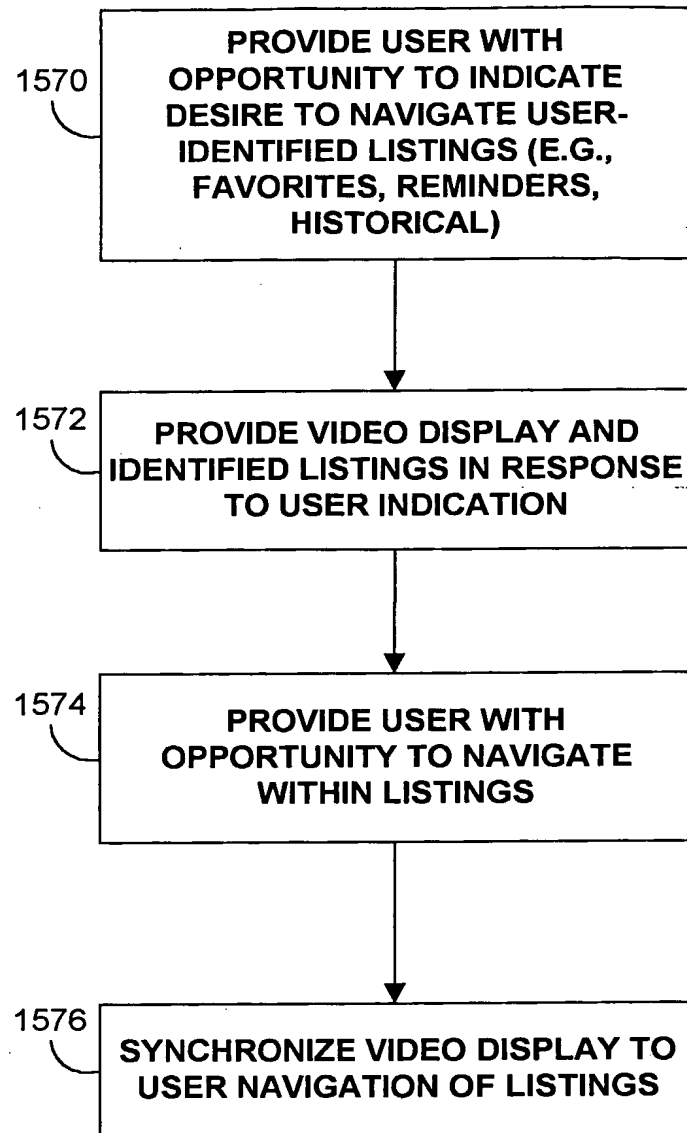 1570
PROVIDE USER WITH
OPPORTUNITY TO INDICATE
DESIRE TO NAVIGATE USER-
IDENTIFIED LISTINGS (E.G.,
FAVORITES, REMINDERS,
HISTORICAL)
1572
PROVIDE VIDEO DISPLAY AND
IDENTIFIED LISTINGS IN RESPONSE
TO USER INDICATION
1574
PROVIDE USER WITH
OPPORTUNITY TO NAVIGATE
WITHIN LISTINGS
1576
SYNCHRONIZE VIDEO DISPLAY TO
USER NAVIGATION OF LISTINGS